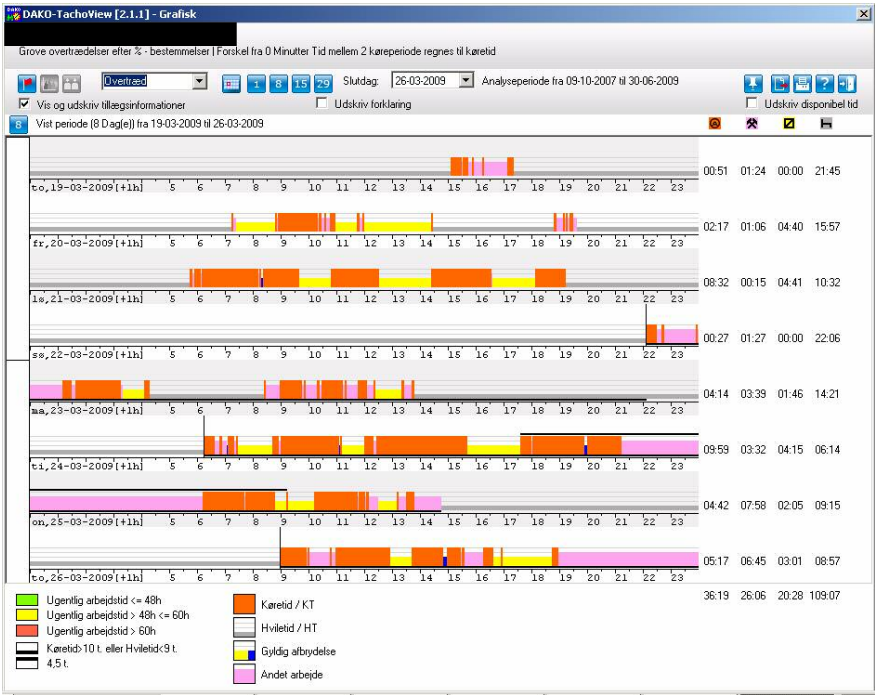 DAKO-TachoView [2.1.1] - Grafisk
Grove overtrædelser efter % - bestemmelser | Forskel fra 0 Minutter Tid mellem 2 køreperiode regnes til køretid
Overtræd 1 8 15 29 Slutdag: 26-03-2009 Analyseperiode fra 09-10-2007 til 30-06-2009
Vis og udskriv tillægsinformationer Udskriv forklaring Udskriv disponibel tid
8 Vist periode (8 Dag(e)) fra 19-03-2009 til 26-03-2009
00:51 01:24 00:00 21:45
to,19-03-2009[+1h] 5 6 7 8 9 10 11 12 13 14 15 16 17 18 19 20 21 22 23
02:17 01:06 04:40 15:57
fr,20-03-2009[+1h] 5 6 7 8 9 10 11 12 13 14 15 16 17 18 19 20 21 22 23
08:32 00:15 04:41 10:32
lø,21-03-2009[+1h] 5 6 7 8 9 10 11 12 13 14 15 16 17 18 19 20 21 22 23
00:27 01:27 00:00 22:06
sø,22-03-2009[+1h] 5 6 7 8 9 10 11 12 13 14 15 16 17 18 19 20 21 22 23
04:14 03:39 01:46 14:21
ma,23-03-2009[+1h] 5 6 7 8 9 10 11 12 13 14 15 16 17 18 19 20 21 22 23
09:59 03:32 04:15 06:14
ti,24-03-2009[+1h] 5 6 7 8 9 10 11 12 13 14 15 16 17 18 19 20 21 22 23
04:42 07:58 02:05 09:15
on,25-03-2009[+1h] 5 6 7 8 9 10 11 12 13 14 15 16 17 18 19 20 21 22 23
05:17 06:45 03:01 08:57
to,26-03-2009[+1h] 5 6 7 8 9 10 11 12 13 14 15 16 17 18 19 20 21 22 23
36:19 26:06 20:28 109:07
Ugentlig arbejdstid <= 48h
Ugentlig arbejdstid > 48h <= 60h
Ugentlig arbejdstid > 60h
Køretid>10 t. eller Hviletid<9 t.
4,5 t.
Køretid / KT
Hviletid / HT
Gyldig afbrydelse
Andet arbejde